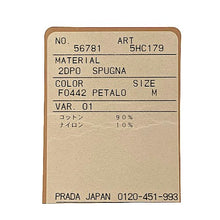 NO. ART
56781 5HC179
MATERIAL
2DPO SPUGNA
COLOR SIZE
F0442 PETALO M
VAR. 01
コットン 90%
ナイロン 10%
PRADA JAPAN 0120-451-993